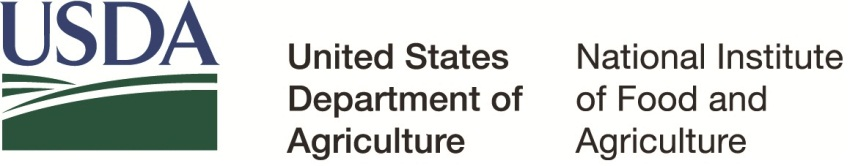 USDA
United States
Department of
Agriculture
National Institute
of Food and
Agriculture